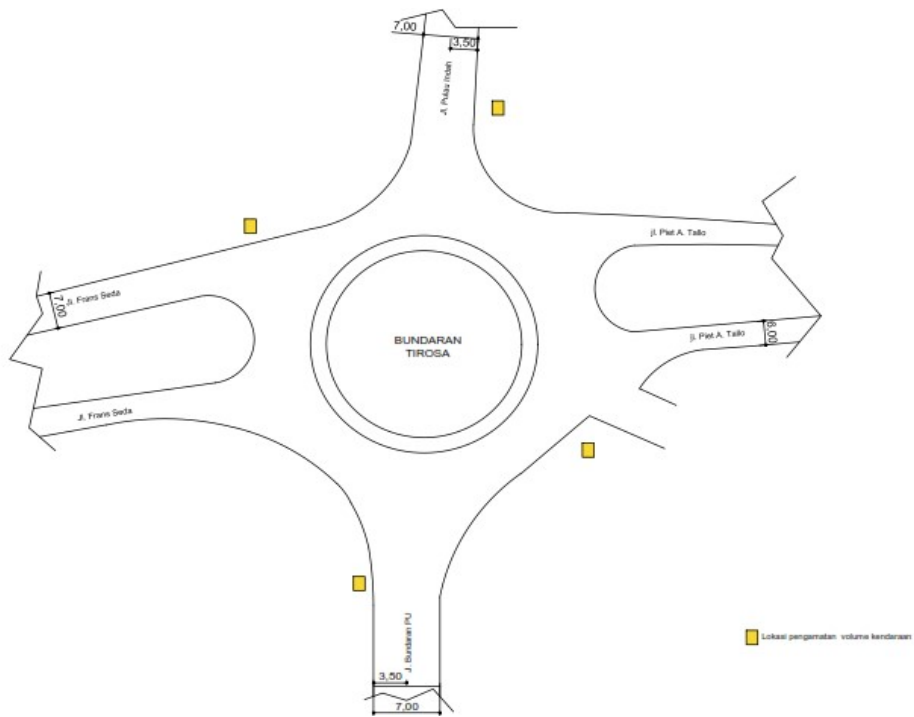 7,00
3,50
Jl. Pulau Indah
jl. Piet A. Tallo
Jl. Frans Seda
7,00
BUNDARAN
TIROSA
jl. Piet A. Tallo
6,00
Jl. Frans Seda
J. Bundaran PU
Lokasi pengamatan volume kendaraan
3,50
7,00